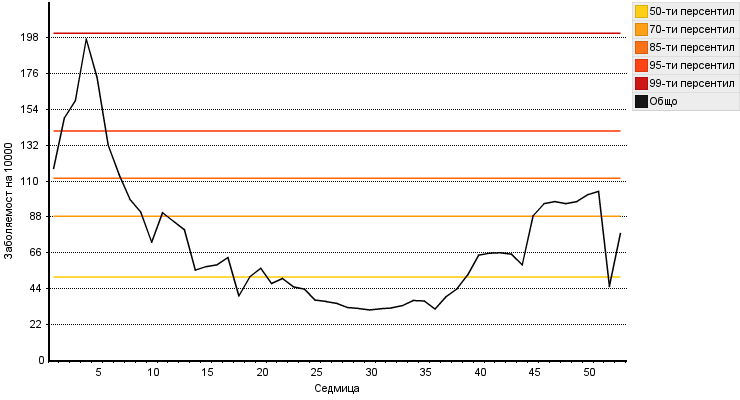 50-ти персентил
70-ти персентил
85-ти персентил
95-ти персентил
99-ти персентил
Общо
Заболяемост на 10000
198
176
154
132
110
88
66
44
22
0
5 10 15 20 25 30 35 40 45 50
Седмица